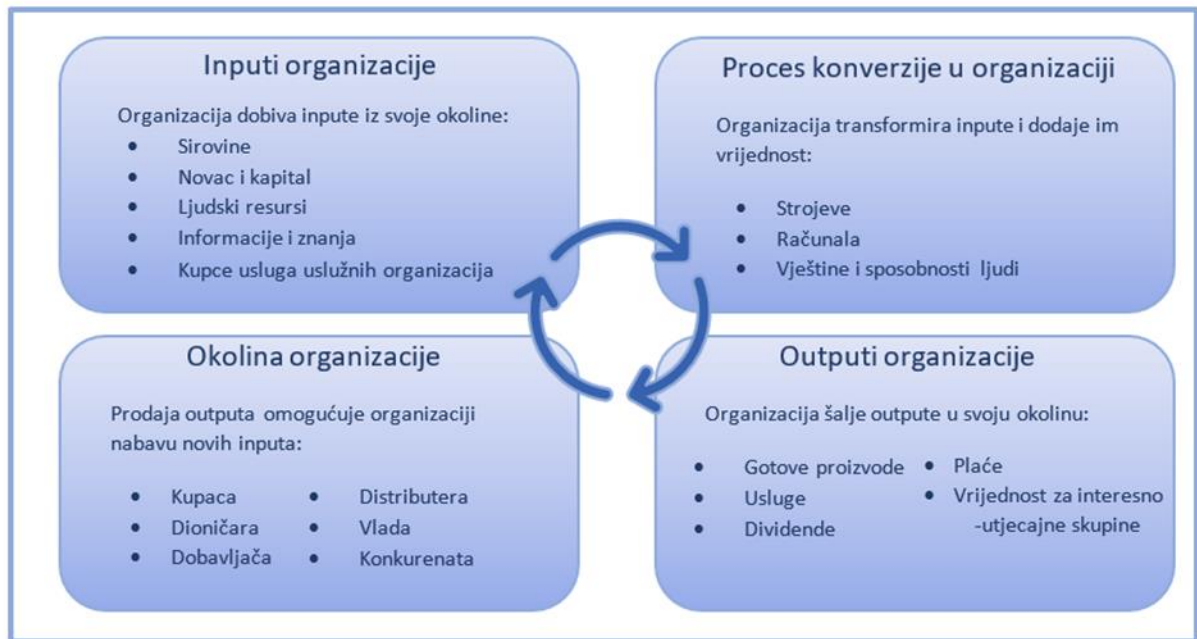 Inputi organizacije
Organizacija dobiva inpute iz svoje okoline:
• Sirovine
• Novac i kapital
• Ljudski resursi
• Informacije i znanja
• Kupce usluga uslužnih organizacija
Proces konverzije u organizaciji
Organizacija transformira inpute i dodaje im
vrijednost:
• Strojeve
• Računala
• Vještine i sposobnosti ljudi
Okolina organizacije
Prodaja outputa omogućuje organizaciji
nabavu novih inputa:
• Kupaca
• Dioničara
• Dobavljača
• Distributera
• Vlada
• Konkurenata
Outputi organizacije
Organizacija šalje outpute u svoju okolinu:
• Gotove proizvode
• Usluge
• Dividende
• Plaće
• Vrijednost za interesno
-utjecajne skupine